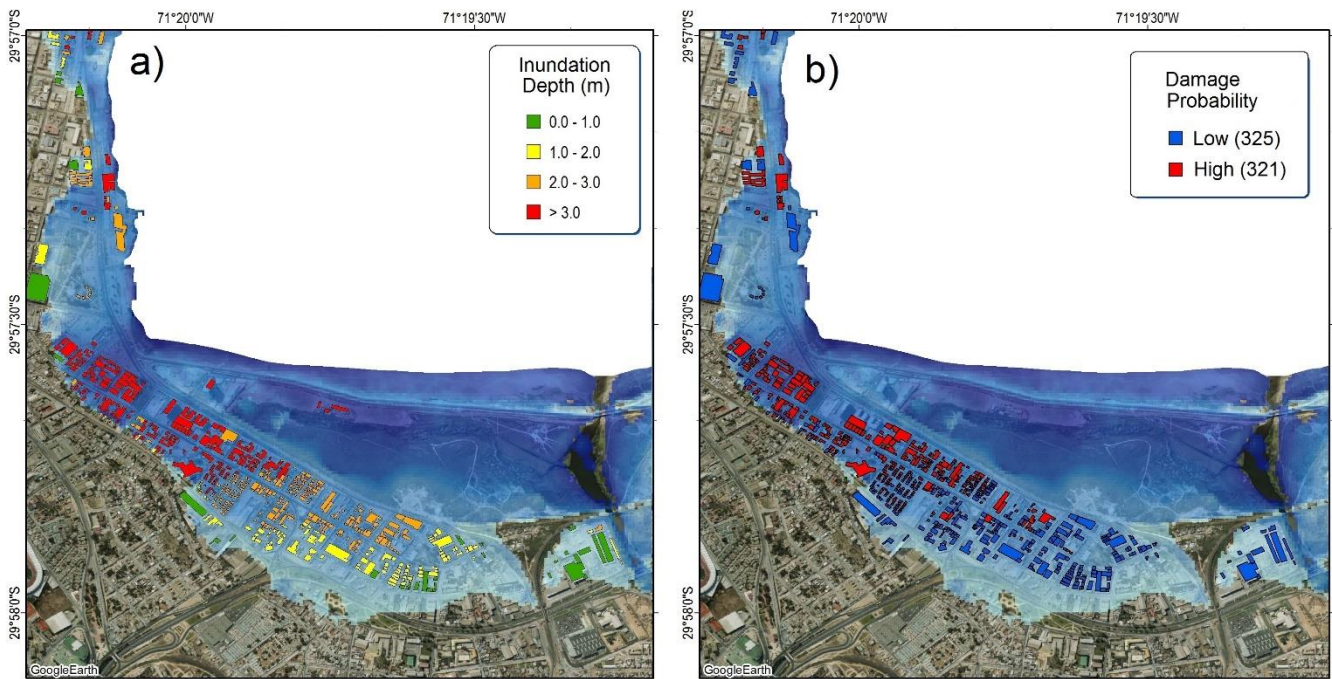 71°20'0"W
71°19'30"W
71°20'0"W
71°19'30"W
29°57'0"S
29°57'30"S
29°58'0"S
a)
Inundation
Depth (m)
0.0 - 1.0
1.0 - 2.0
2.0 - 3.0
> 3.0
GoogleEarth
29°57'0"S
29°57'30"S
29°58'0"S
b)
Damage
Probability
Low (325)
High (321)
GoogleEarth